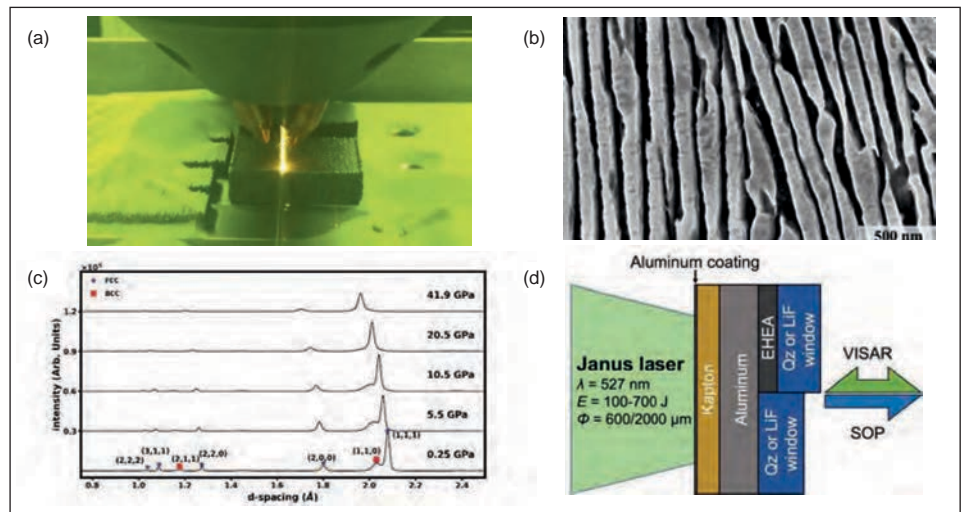 (a)
(b)
500 nm
(c)
×10⁴
FCC
BCC
41.9 GPa
20.5 GPa
10.5 GPa
5.5 GPa
0.25 GPa
1.2
0.9
0.6
0.3
(2,2,2)
(3,1,1)
(2,1,1)
(2,2,0)
(2,0,0)
(1,1,0)
(1,1,1)
0.8
1.0
1.2
1.4
1.6
1.8
2.0
2.2
2.4
intensity (Arb. Units)
d-spacing (Å)
(d)
Aluminum coating
Janus laser
λ = 527 nm
E = 100-700 J
Φ = 600/2000 μm
Kapton
Aluminum
EHEA
Qz or LiF
window
Qz or LiF
window
VISAR
SOP